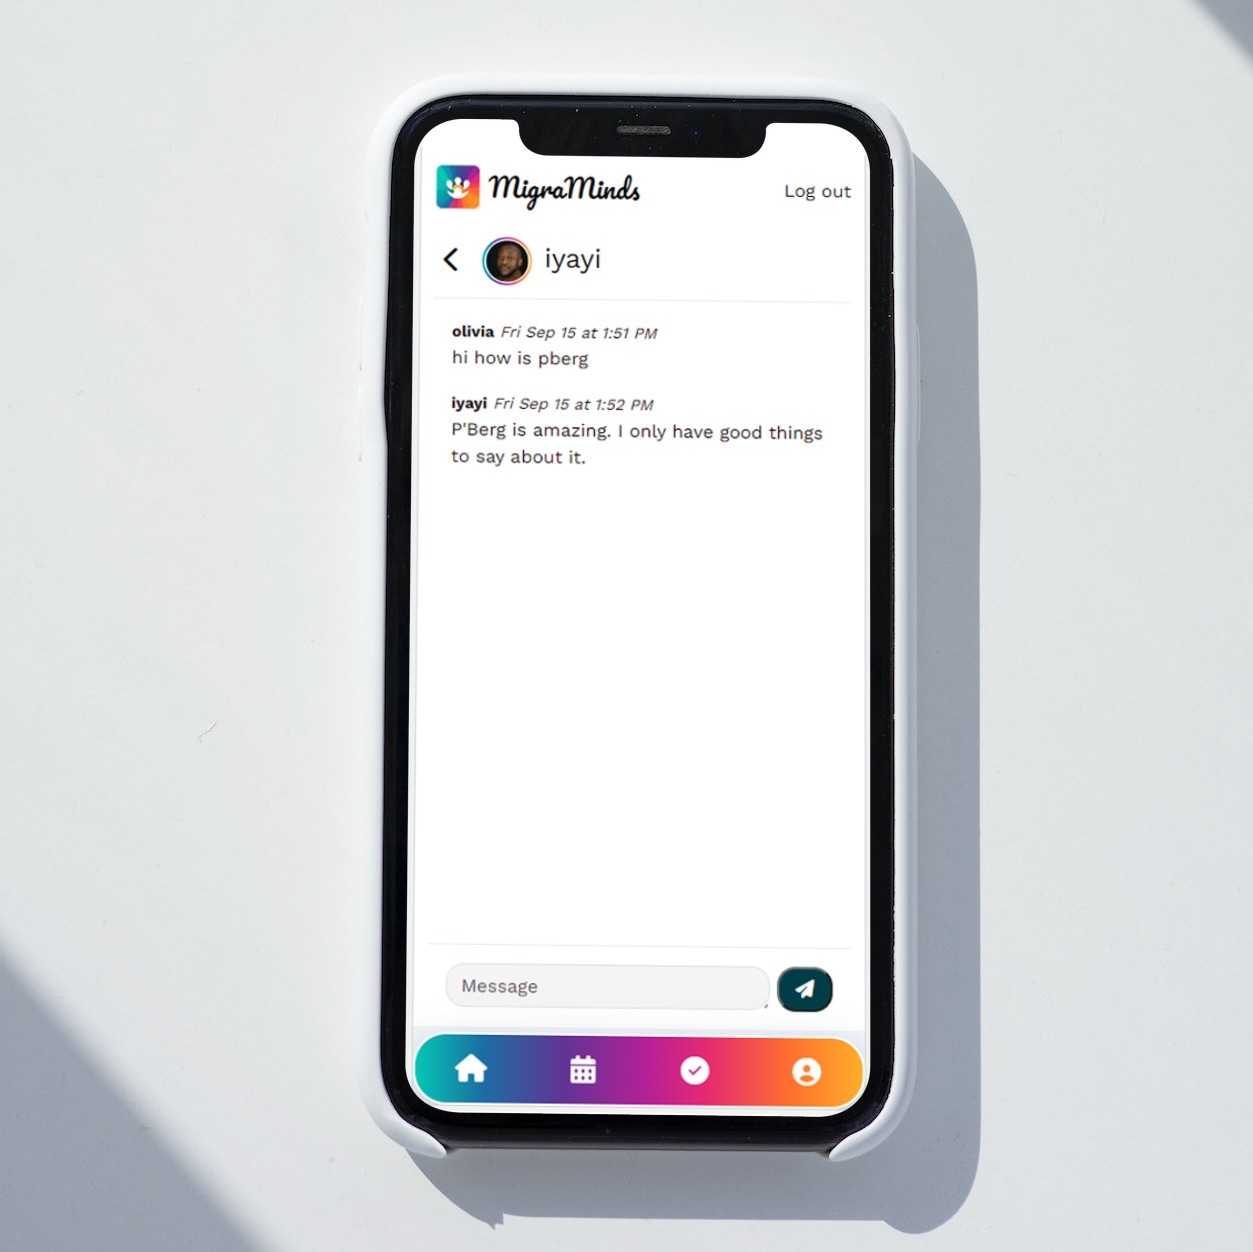 MigraMinds
Log out
iyayi
olivia Fri Sep 15 at 1:51 PM
hi how is pberg
iyayi Fri Sep 15 at 1:52 PM
P'Berg is amazing. I only have good things
to say about it.
Message